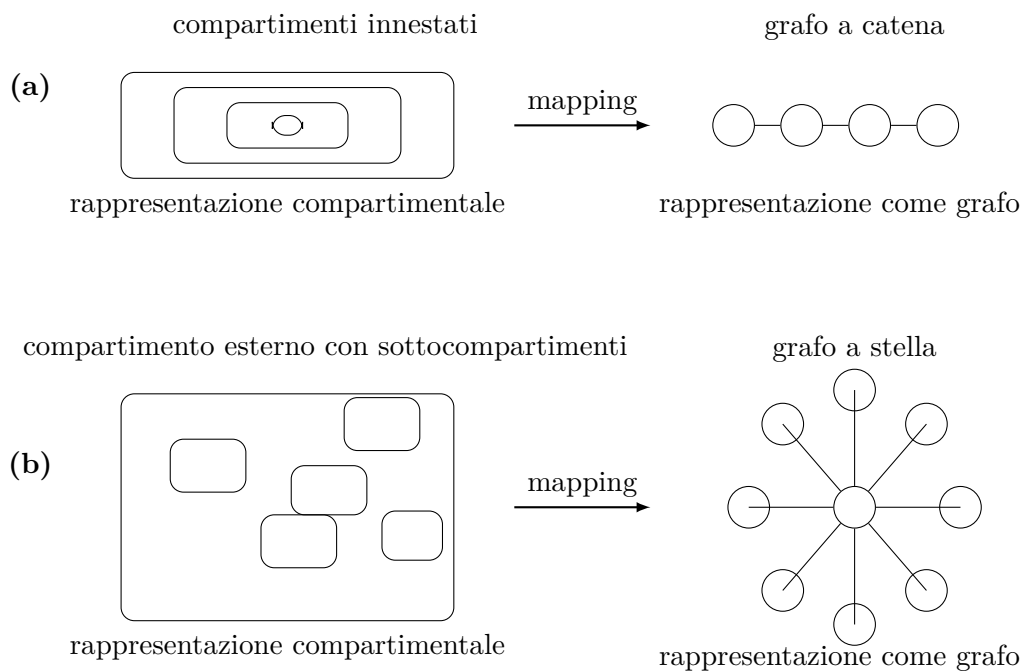 compartimenti innestati
grafo a catena
(a)
mapping
rappresentazione compartimentale
rappresentazione come grafo
compartimento esterno con sottocompartimenti
grafo a stella
(b)
mapping
rappresentazione compartimentale
rappresentazione come grafo